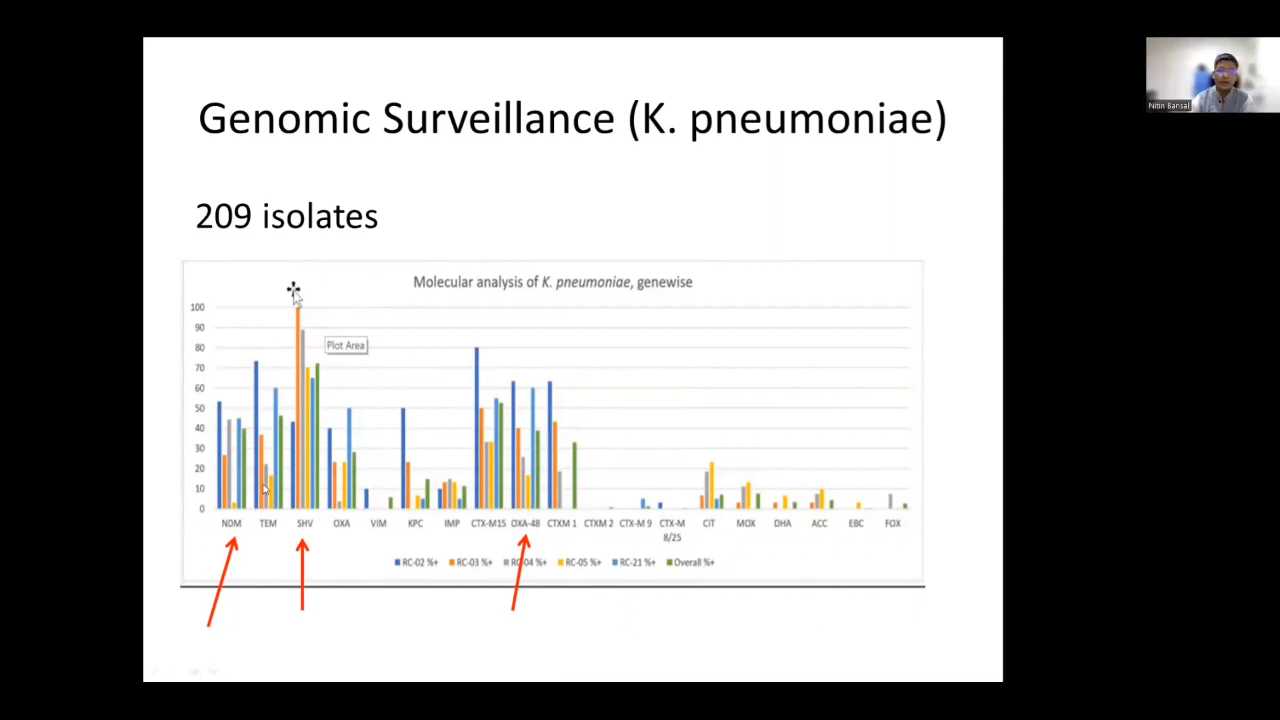 Genomic Surveillance (K. pneumoniae)
Nitin Bansal
209 isolates
Molecular analysis of K. pneumoniae, genewise
100
90
80
70
60
50
40
30
20
10
0
Plot Area
NDM TEM SHV OXA VIM KPC IMP CTX-M15 OXA-48 CTXM 1 CTXM 2 CTX-M 9 CTX-M 8/25 CIT MOX DHA ACC EBC FOX
RC-02 %+ RC-03 %+ RC-04 %+ RC-05 %+ RC-21 %+ Overall %+